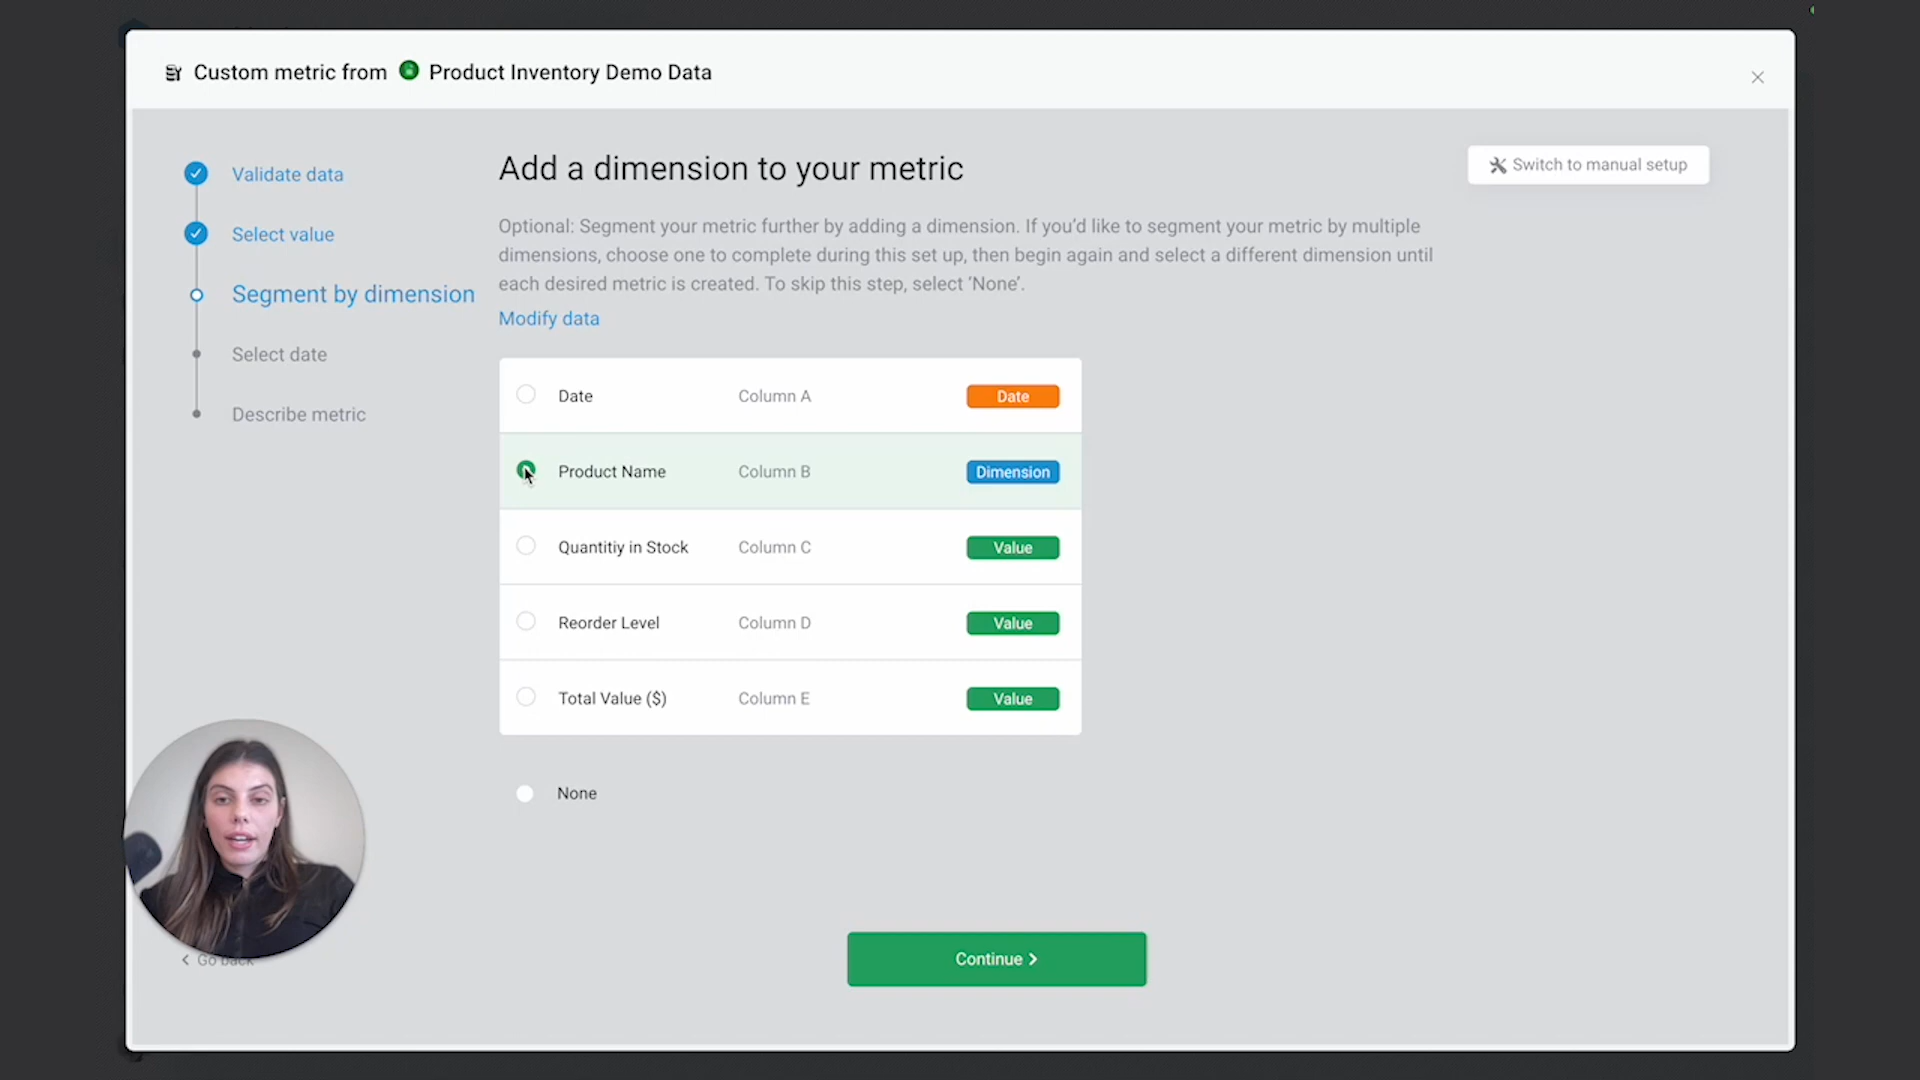 Custom metric from Product Inventory Demo Data
Validate data
Select value
Segment by dimension
Select date
Describe metric
Add a dimension to your metric
Switch to manual setup
Optional: Segment your metric further by adding a dimension. If you'd like to segment your metric by multiple
dimensions, choose one to complete during this set up, then begin again and select a different dimension until
each desired metric is created. To skip this step, select 'None'.
Modify data
Date Column A Date
Product Name Column B Dimension
Quantitiy in Stock Column C Value
Reorder Level Column D Value
Total Value ($) Column E Value
None
Go back
Continue